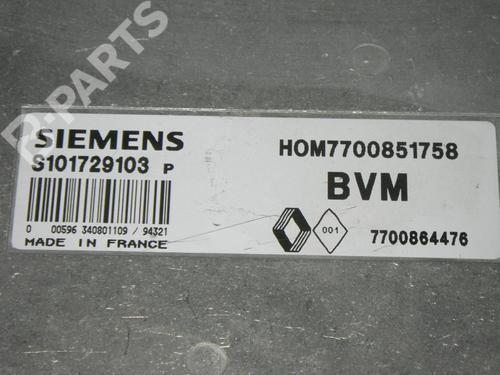 B-PARTS
SIEMENS
S101729103 P
0 00596 340801109 / 94321
MADE IN FRANCE
HOM7700851758
BVM
001
7700864476